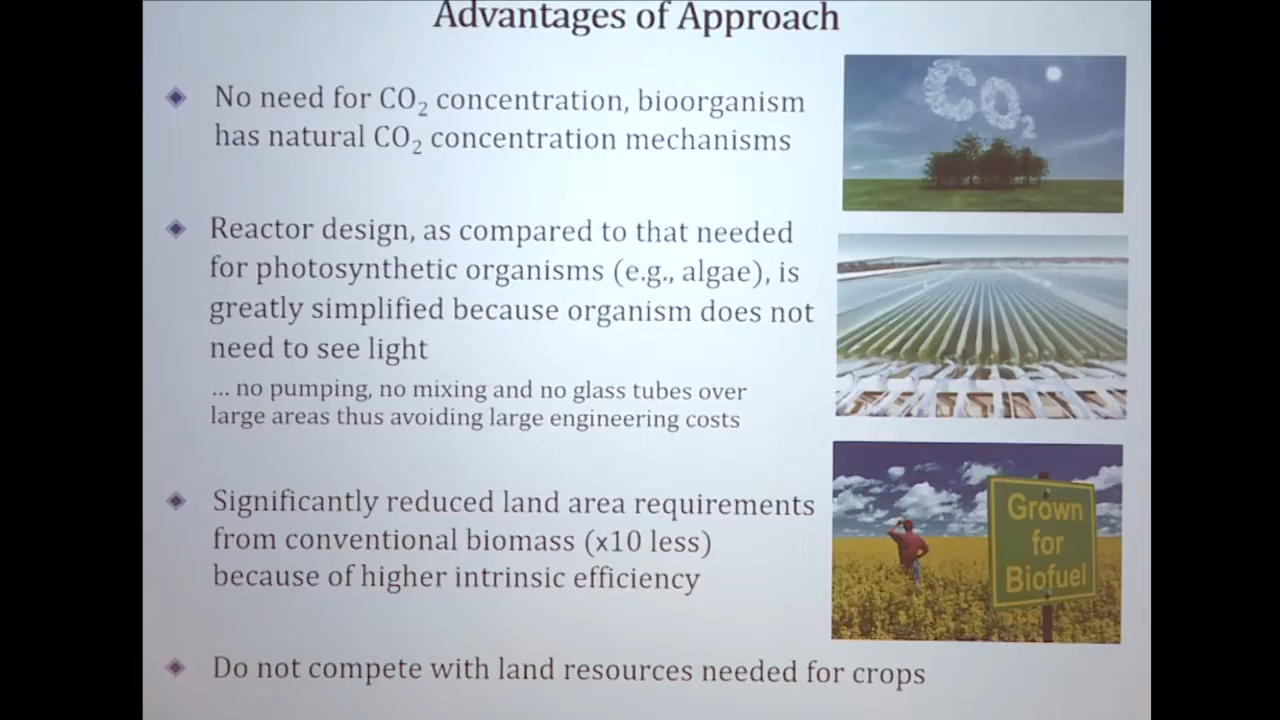 Advantages of Approach
No need for CO₂ concentration, bioorganism
has natural CO₂ concentration mechanisms
CO₂
Reactor design, as compared to that needed
for photosynthetic organisms (e.g., algae), is
greatly simplified because organism does not
need to see light
... no pumping, no mixing and no glass tubes over
large areas thus avoiding large engineering costs
Significantly reduced land area requirements
from conventional biomass (x10 less)
because of higher intrinsic efficiency
Grown
for
Biofuel
Do not compete with land resources needed for crops